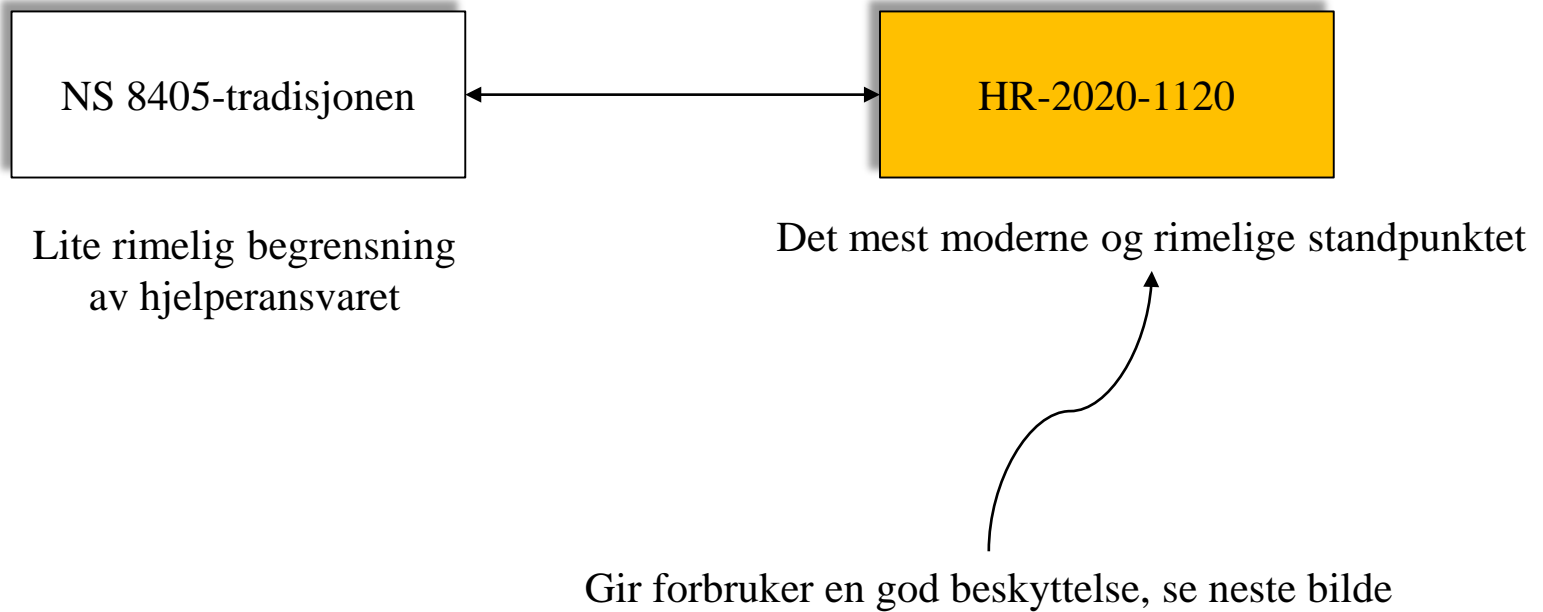 NS 8405-tradisjonen
HR-2020-1120
Lite rimelig begrensning
av hjelperansvaret
Det mest moderne og rimelige standpunktet
Gir forbruker en god beskyttelse, se neste bilde